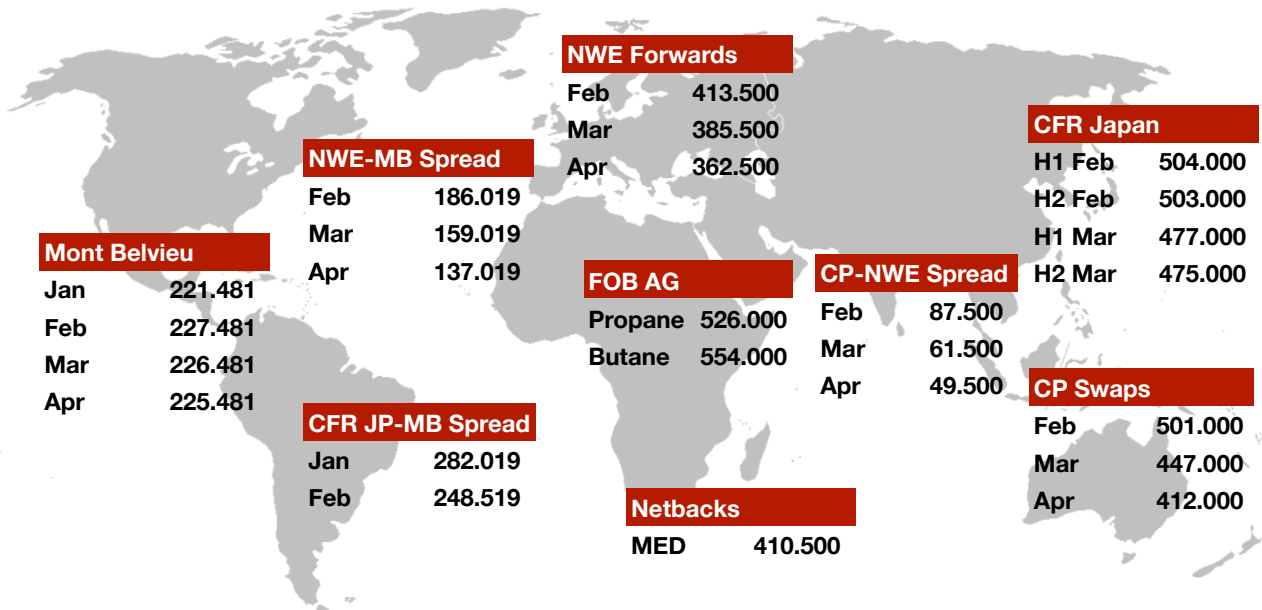 NWE Forwards
Feb 413.500
Mar 385.500
Apr 362.500
CFR Japan
H1 Feb 504.000
H2 Feb 503.000
H1 Mar 477.000
H2 Mar 475.000
NWE-MB Spread
Feb 186.019
Mar 159.019
Apr 137.019
Mont Belvieu
Jan 221.481
Feb 227.481
Mar 226.481
Apr 225.481
FOB AG
Propane 526.000
Butane 554.000
CP-NWE Spread
Feb 87.500
Mar 61.500
Apr 49.500
CP Swaps
Feb 501.000
Mar 447.000
Apr 412.000
CFR JP-MB Spread
Jan 282.019
Feb 248.519
Netbacks
MED 410.500